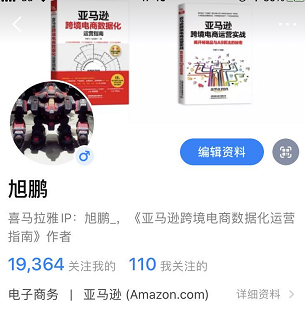 亚马逊
跨境电商数据化
运营指南
亚马逊
跨境电商运营实战
编辑资料
旭鹏
喜马拉雅IP：旭鹏_，《亚马逊跨境电商数据化运营
指南》作者
19,364 关注我的 110 我关注的
电子商务 | 亚马逊 (Amazon.com) 详细资料 >